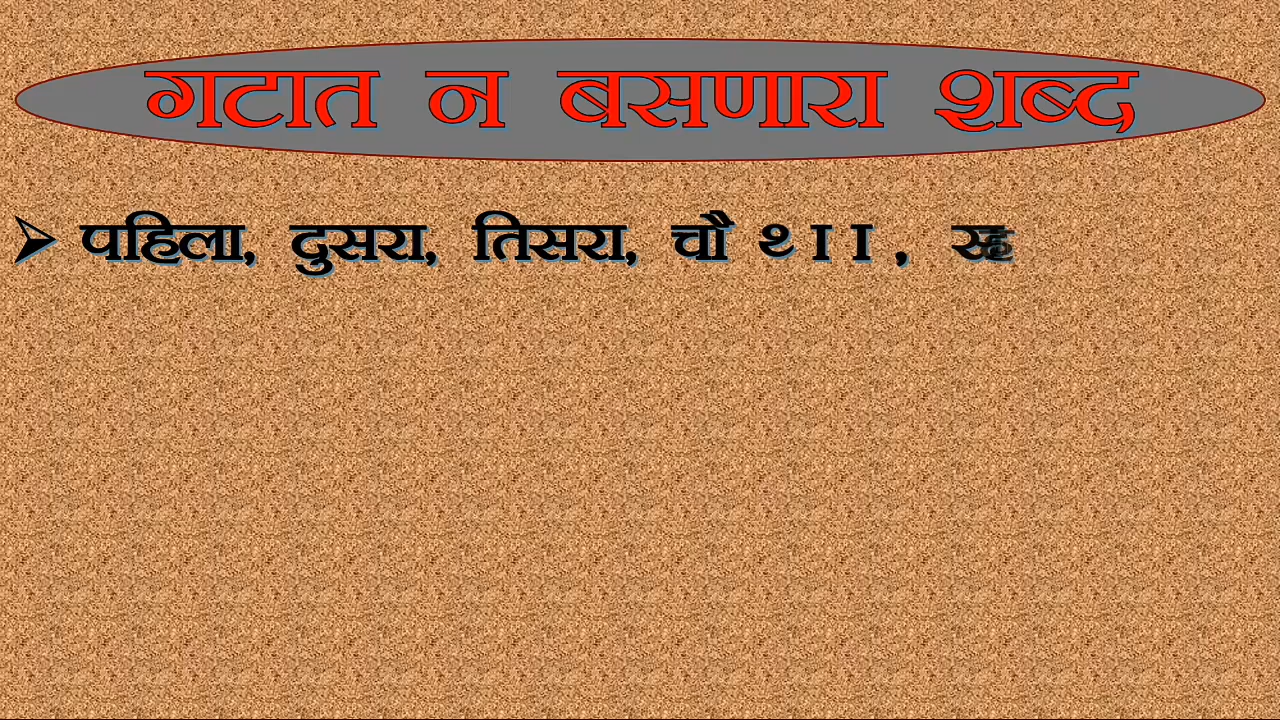 गटात न बसणारा शब्द
पहिला, दुसरा, तिसरा, चौथा,